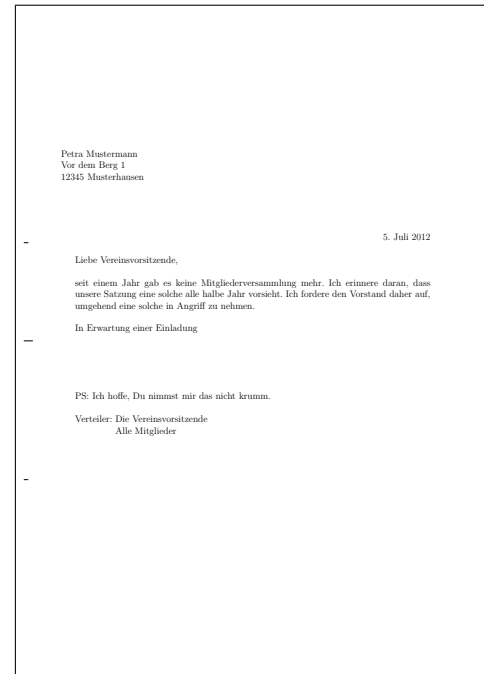 Petra Mustermann
Vor dem Berg 1
12345 Musterhausen
5. Juli 2012
Liebe Vereinsvorsitzende,
seit einem Jahr gab es keine Mitgliederversammlung mehr. Ich erinnere daran, dass
unsere Satzung eine solche alle halbe Jahr vorsieht. Ich fordere den Vorstand daher auf,
umgehend eine solche in Angriff zu nehmen.
In Erwartung einer Einladung
PS: Ich hoffe, Du nimmst mir das nicht krumm.
Verteiler: Die Vereinsvorsitzende
Alle Mitglieder